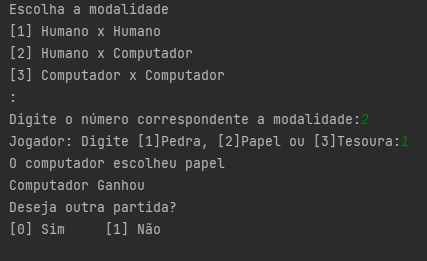 Escolha a modalidade
[1] Humano x Humano
[2] Humano x Computador
[3] Computador x Computador
:
Digite o número correspondente a modalidade:2
Jogador: Digite [1]Pedra, [2]Papel ou [3]Tesoura:1
O computador escolheu papel
Computador Ganhou
Deseja outra partida?
[0] Sim     [1] Não